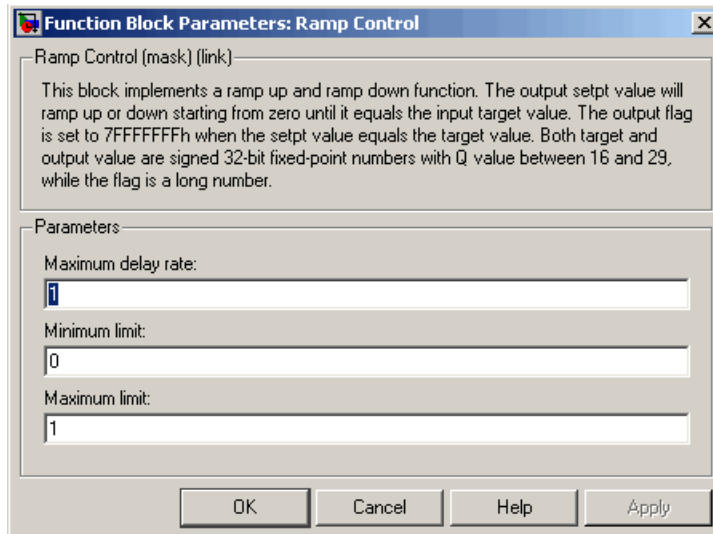 Function Block Parameters: Ramp Control
Ramp Control (mask) (link)
This block implements a ramp up and ramp down function. The output setpt value will
ramp up or down starting from zero until it equals the input target value. The output flag
is set to 7FFFFFFFh when the setpt value equals the target value. Both target and
output value are signed 32-bit fixed-point numbers with Q value between 16 and 29,
while the flag is a long number.
Parameters
Maximum delay rate:
1
Minimum limit:
0
Maximum limit:
1
OK Cancel Help Apply